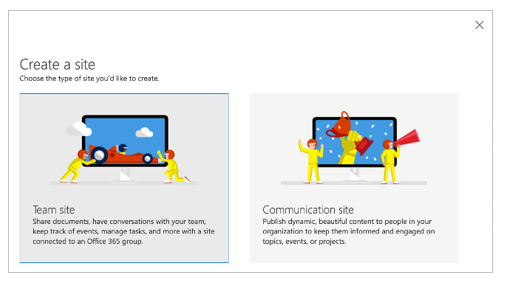 Create a site
Choose the type of site you'd like to create.
Team site
Share documents, have conversations with your team,
keep track of events, manage tasks, and more with a site
connected to an Office 365 group.
Communication site
Publish dynamic, beautiful content to people in your
organization to keep them informed and engaged on
topics, events, or projects.